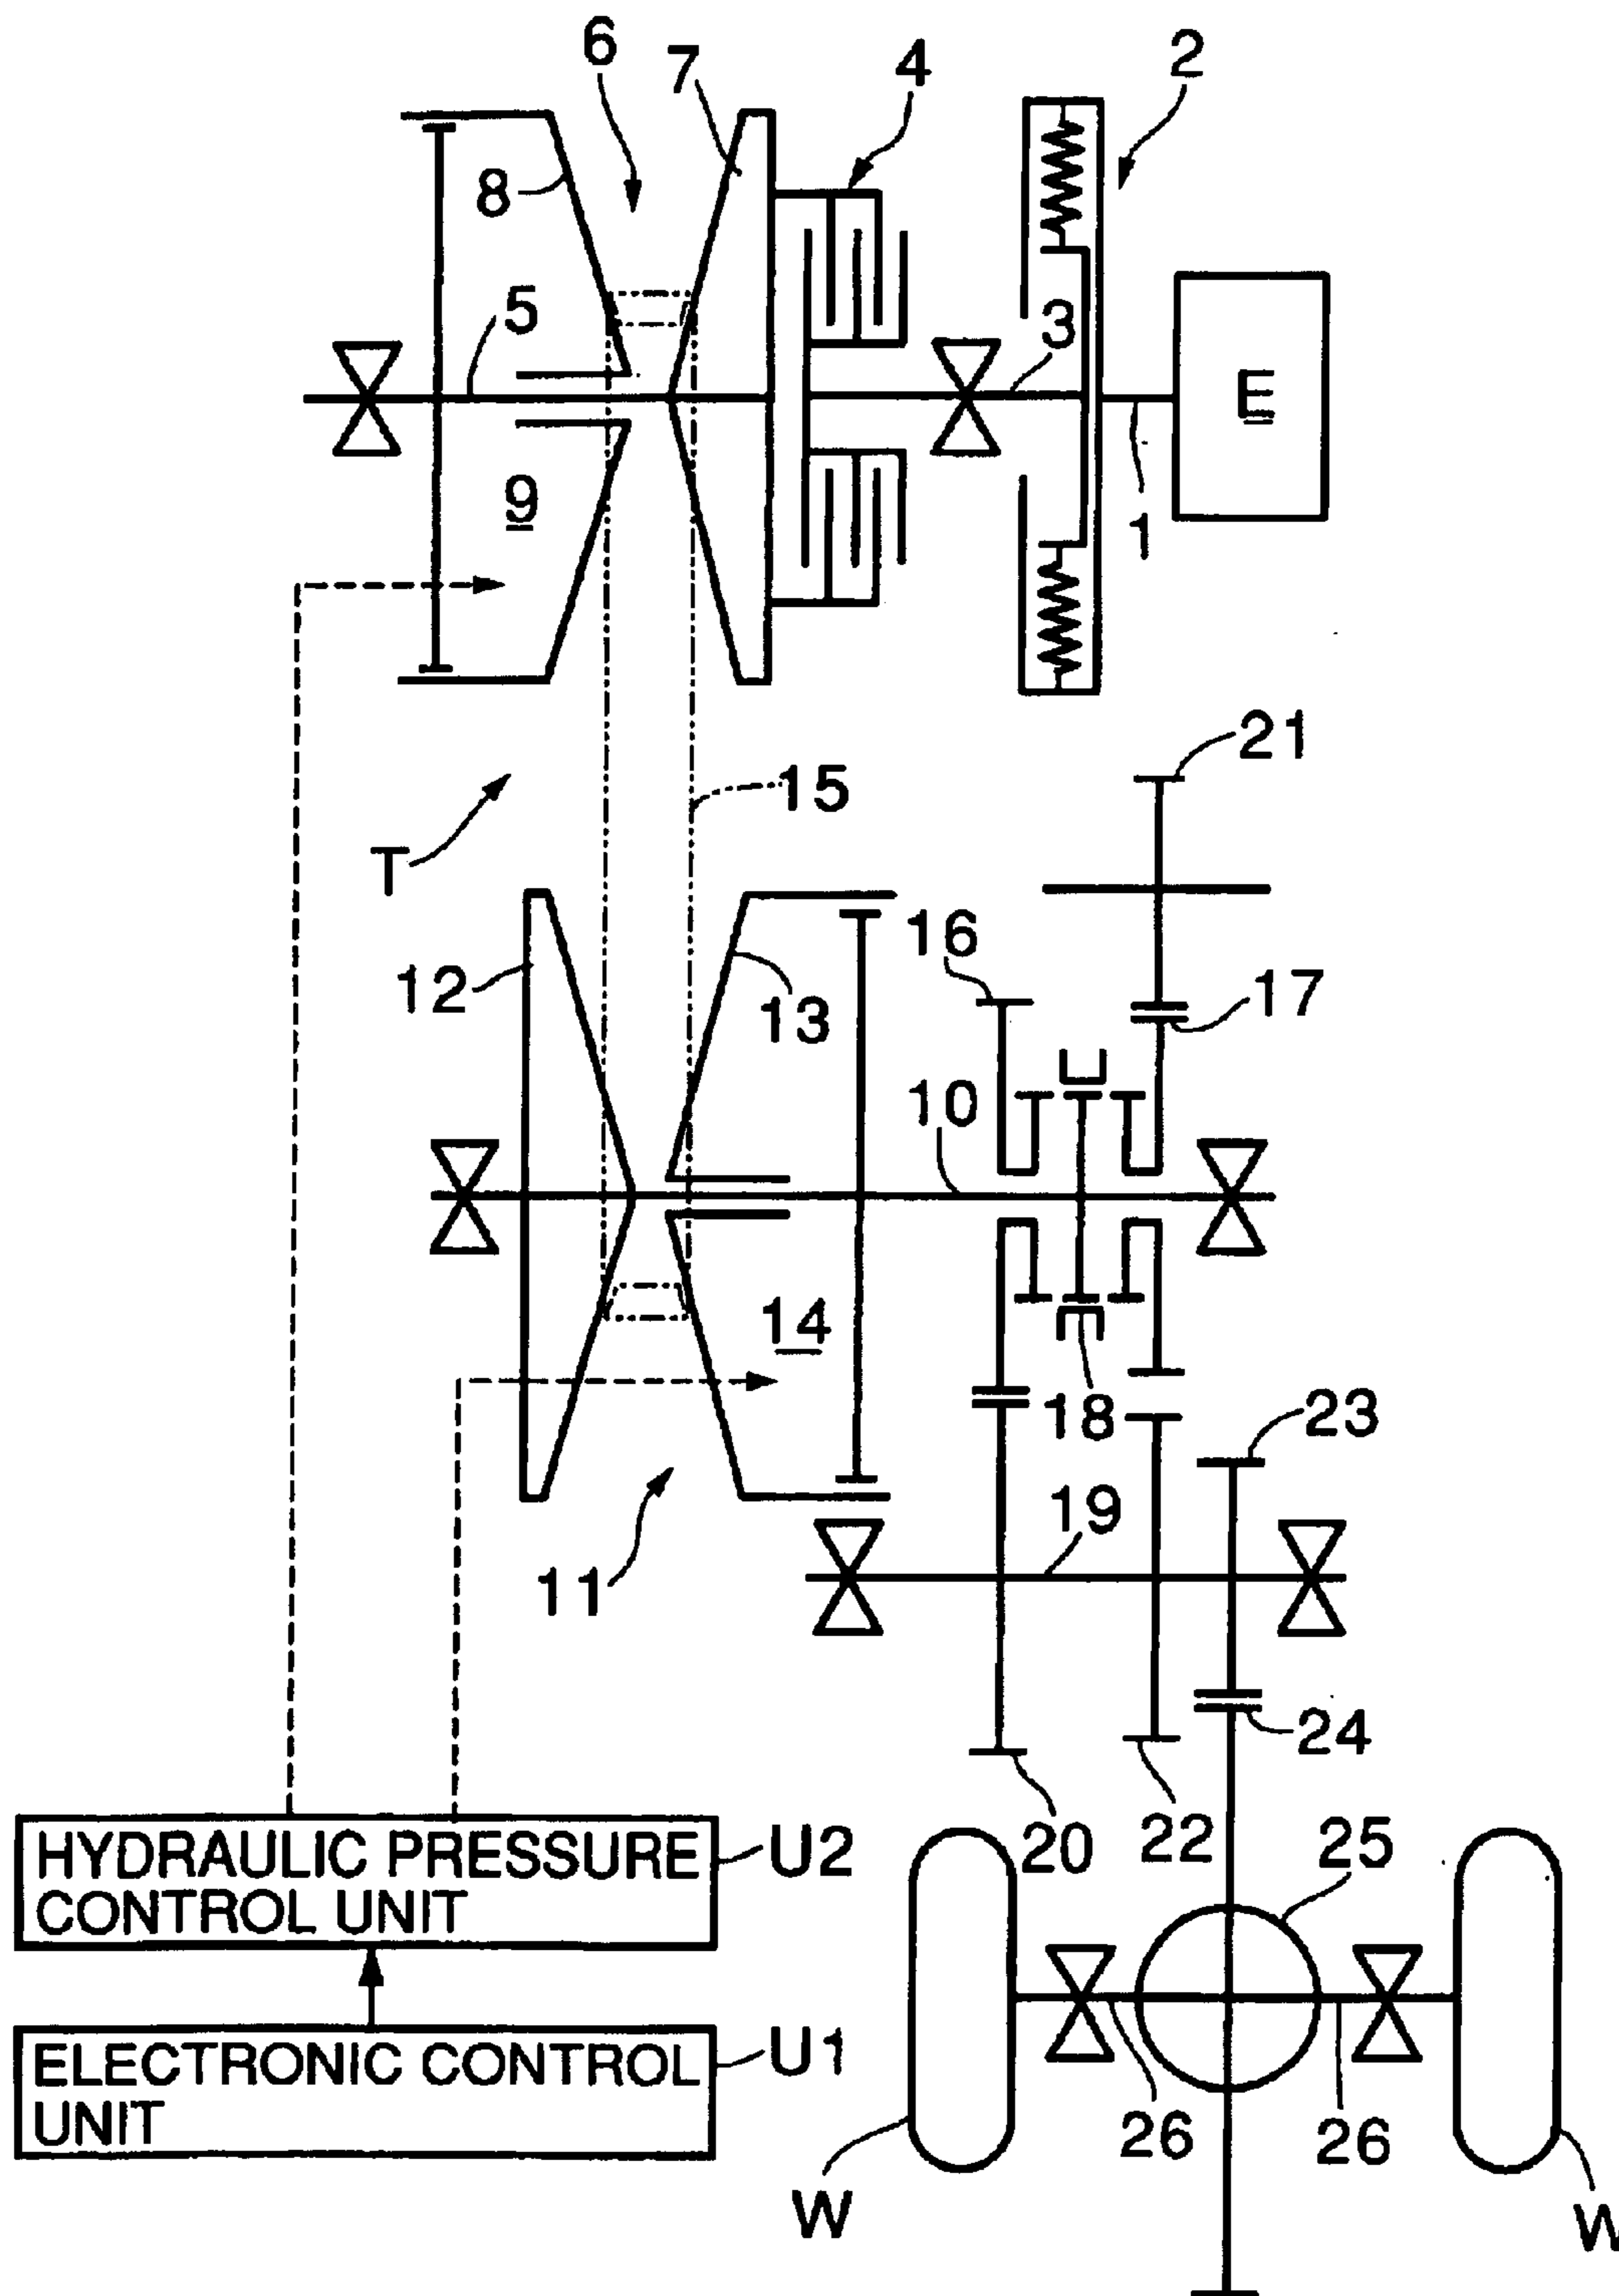 6
7
4
2
8
5
3
E
9
1
21
15
T
16
12
17
13
10
14
18
23
19
11
24
20
22
25
HYDRAULIC PRESSURE
CONTROL UNIT
U2
ELECTRONIC CONTROL
UNIT
U1
26
26
W
W